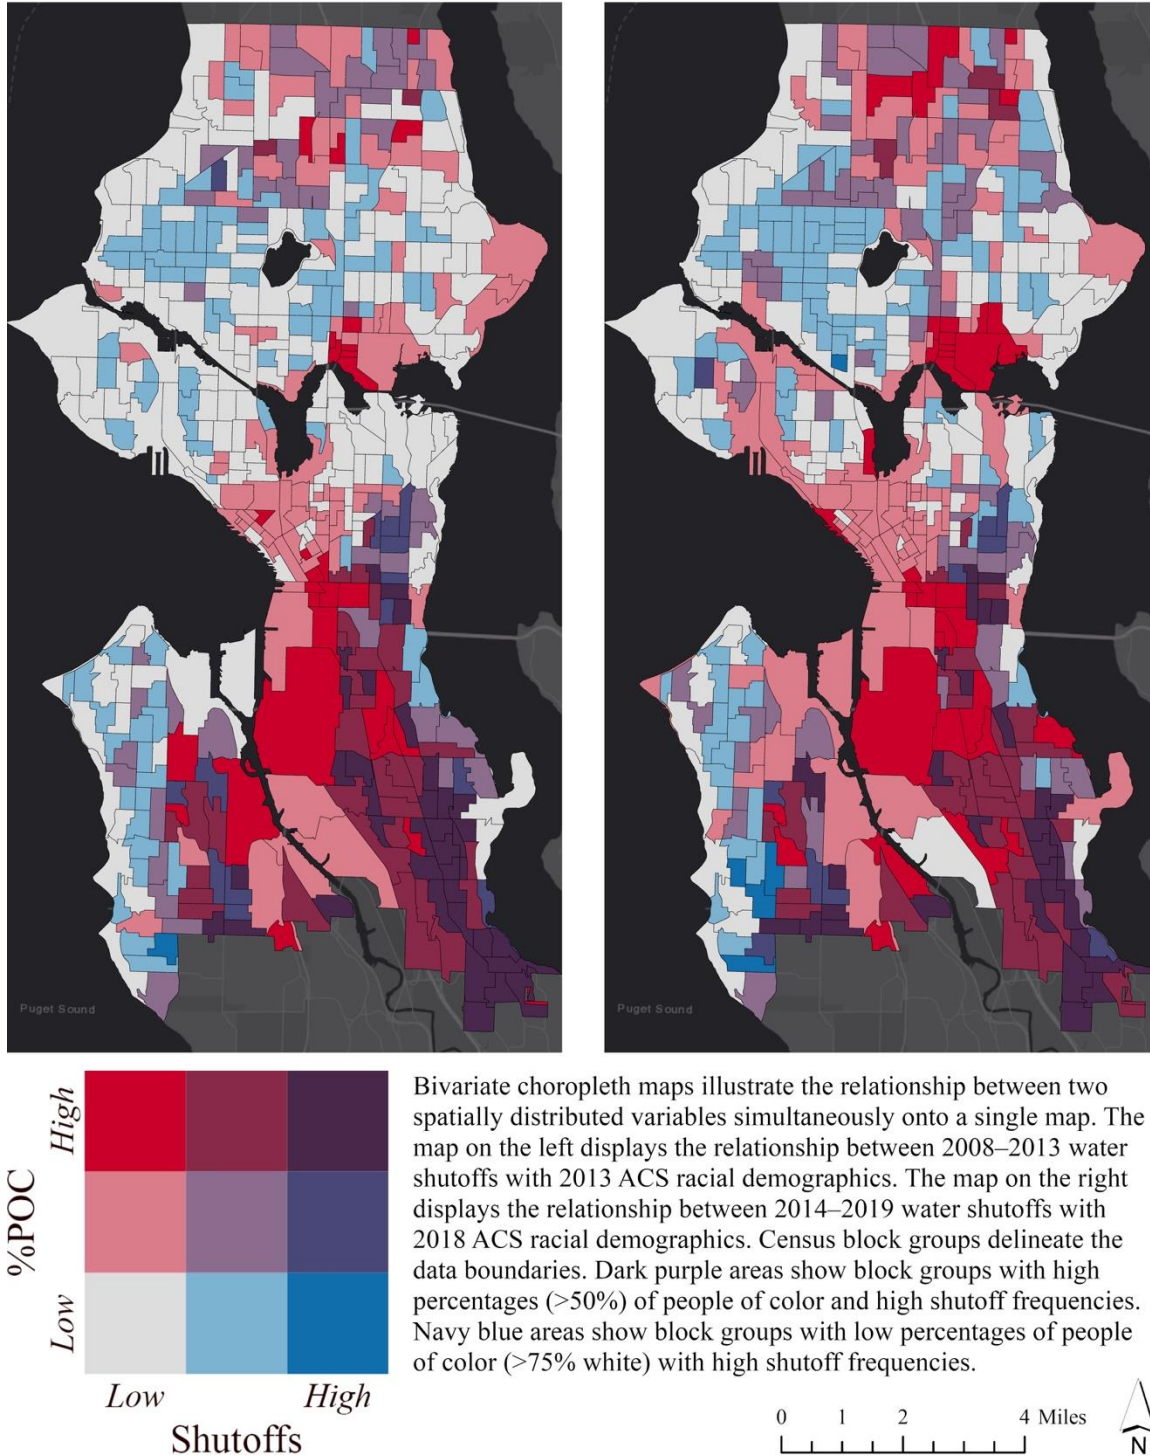 Puget Sound
Puget Sound
High
%POC
Low
Low
High
Shutoffs
Bivariate choropleth maps illustrate the relationship between two
spatially distributed variables simultaneously onto a single map. The
map on the left displays the relationship between 2008–2013 water
shutoffs with 2013 ACS racial demographics. The map on the right
displays the relationship between 2014–2019 water shutoffs with
2018 ACS racial demographics. Census block groups delineate the
data boundaries. Dark purple areas show block groups with high
percentages (>50%) of people of color and high shutoff frequencies.
Navy blue areas show block groups with low percentages of people
of color (>75% white) with high shutoff frequencies.
0 1 2 4 Miles
N